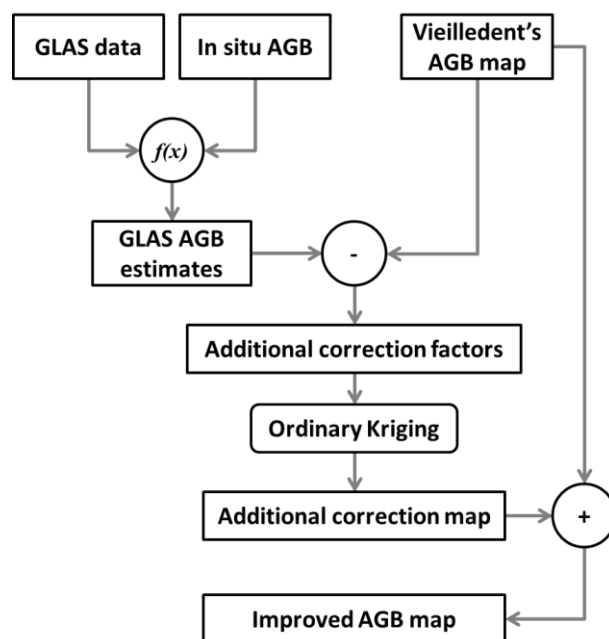 GLAS data
In situ AGB
Vieilledent's
AGB map
f(x)
GLAS AGB
estimates
-
Additional correction factors
Ordinary Kriging
Additional correction map
+
Improved AGB map